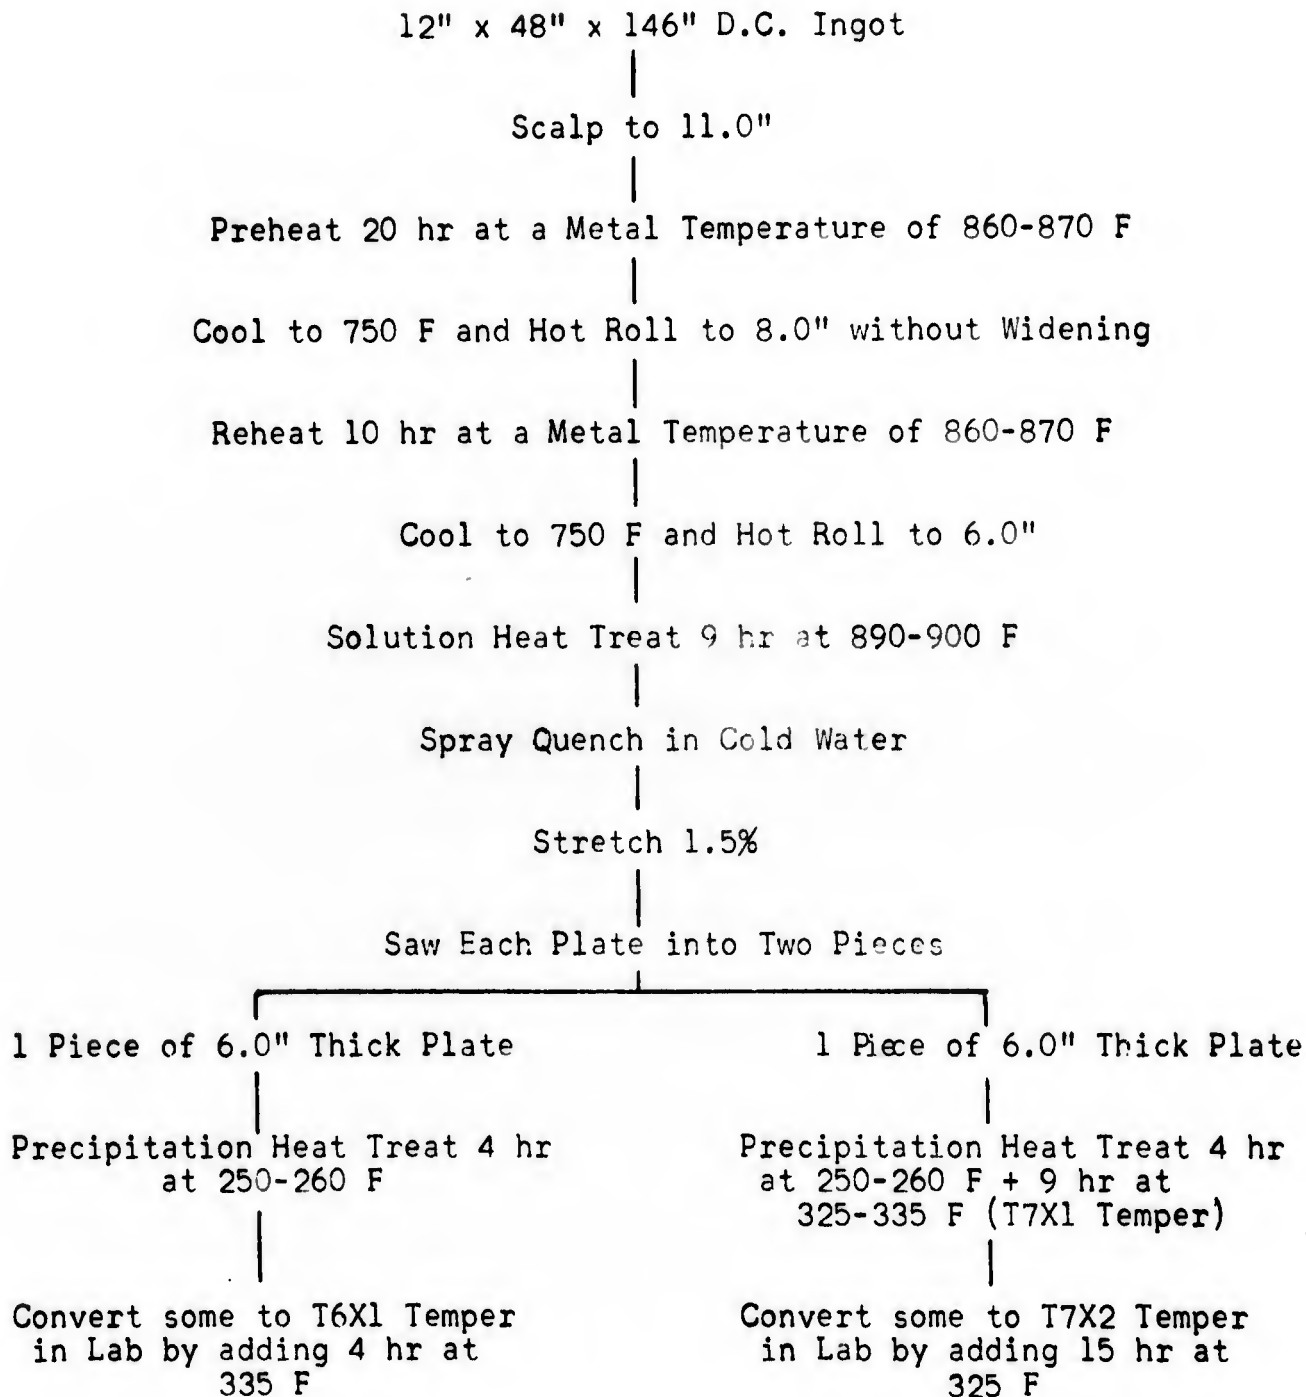 12" x 48" x 146" D.C. Ingot
Scalp to 11.0"
Preheat 20 hr at a Metal Temperature of 860-870 F
Cool to 750 F and Hot Roll to 8.0" without Widening
Reheat 10 hr at a Metal Temperature of 860-870 F
Cool to 750 F and Hot Roll to 6.0"
Solution Heat Treat 9 hr at 890-900 F
Spray Quench in Cold Water
Stretch 1.5%
Saw Each Plate into Two Pieces
1 Piece of 6.0" Thick Plate
Precipitation Heat Treat 4 hr
at 250-260 F
Convert some to T6X1 Temper
in Lab by adding 4 hr at
335 F
1 Piece of 6.0" Thick Plate
Precipitation Heat Treat 4 hr
at 250-260 F + 9 hr at
325-335 F (T7X1 Temper)
Convert some to T7X2 Temper
in Lab by adding 15 hr at
325 F